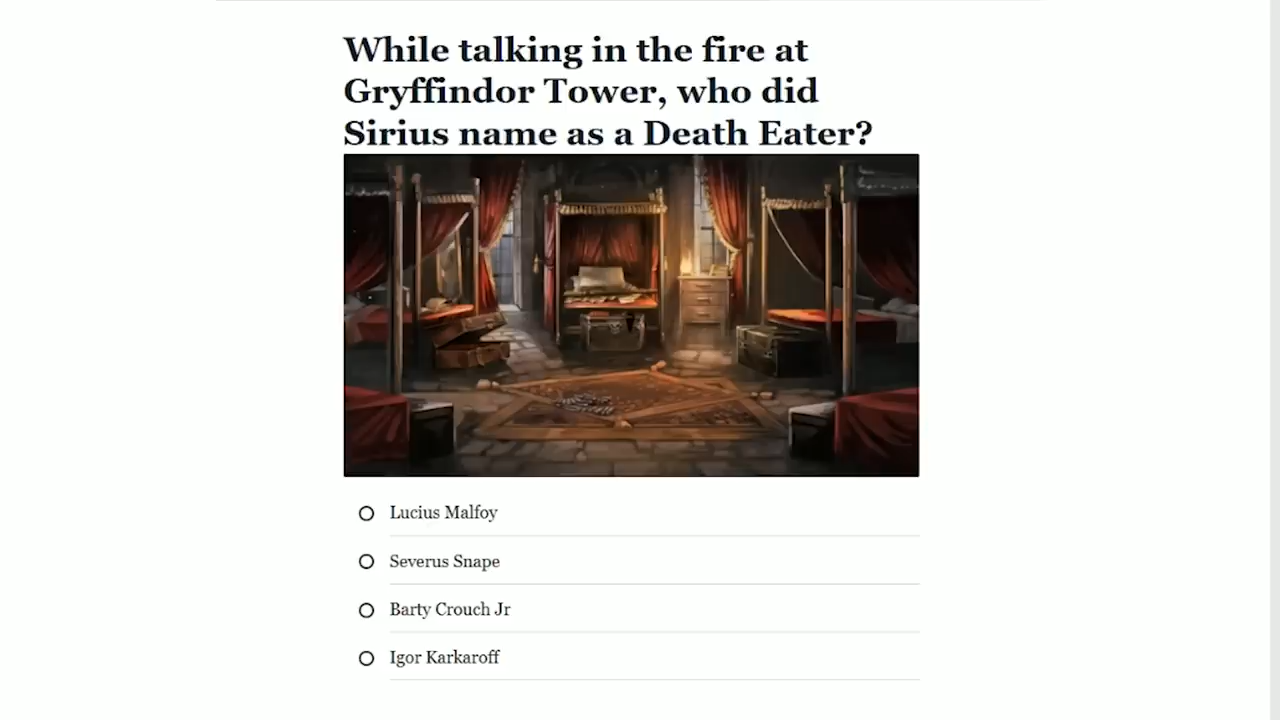 While talking in the fire at
Gryffindor Tower, who did
Sirius name as a Death Eater?
Lucius Malfoy
Severus Snape
Barty Crouch Jr
Igor Karkaroff